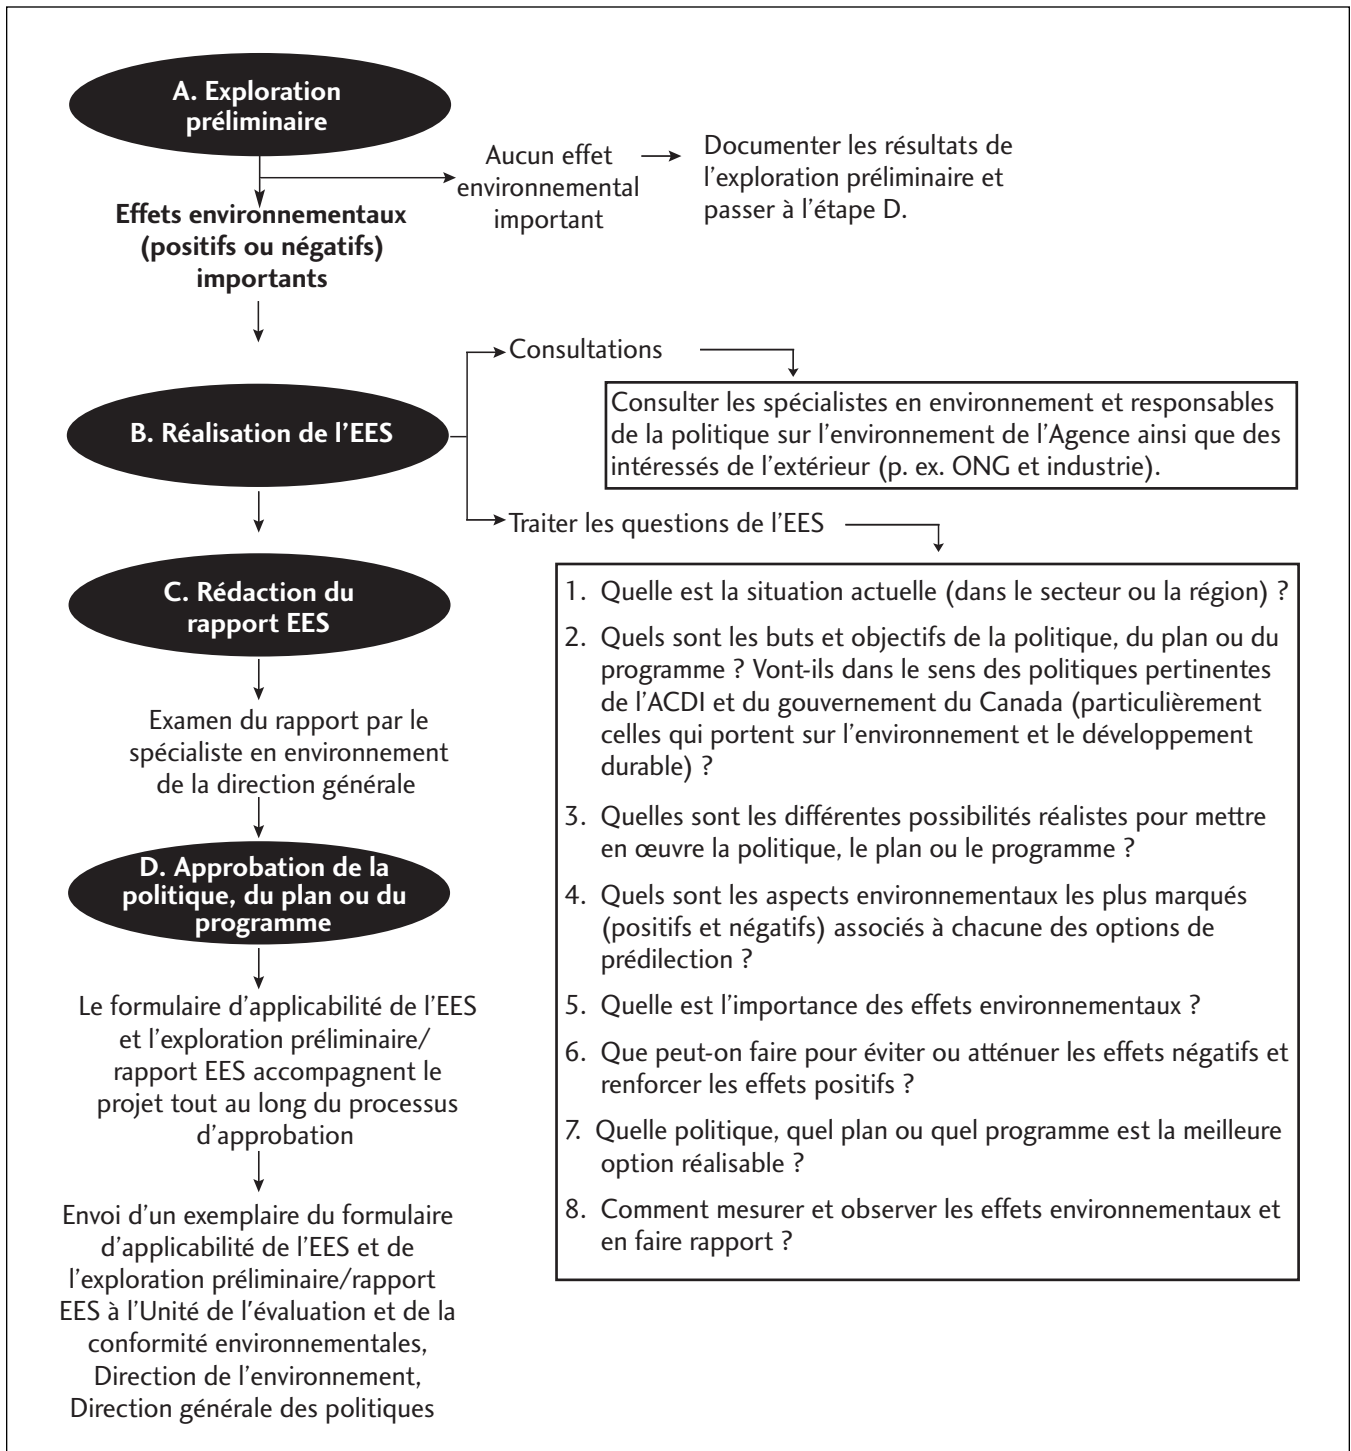 A. Exploration
préliminaire
Aucun effet
environnemental
important
Documenter les résultats de
l'exploration préliminaire et
passer à l'étape D.
Effets environnementaux
(positifs ou négatifs)
importants
B. Réalisation de l'EES
Consultations
Consulter les spécialistes en environnement et responsables
de la politique sur l'environnement de l'Agence ainsi que des
intéressés de l'extérieur (p. ex. ONG et industrie).
Traiter les questions de l'EES
1. Quelle est la situation actuelle (dans le secteur ou la région) ?
2. Quels sont les buts et objectifs de la politique, du plan ou du
programme ? Vont-ils dans le sens des politiques pertinentes
de l'ACDI et du gouvernement du Canada (particulièrement
celles qui portent sur l'environnement et le développement
durable) ?
3. Quelles sont les différentes possibilités réalistes pour mettre
en œuvre la politique, le plan ou le programme ?
4. Quels sont les aspects environnementaux les plus marqués
(positifs et négatifs) associés à chacune des options de
prédilection ?
5. Quelle est l'importance des effets environnementaux ?
6. Que peut-on faire pour éviter ou atténuer les effets négatifs et
renforcer les effets positifs ?
7. Quelle politique, quel plan ou quel programme est la meilleure
option réalisable ?
8. Comment mesurer et observer les effets environnementaux et
en faire rapport ?
C. Rédaction du
rapport EES
Examen du rapport par le
spécialiste en environnement
de la direction générale
D. Approbation de la
politique, du plan ou du
programme
Le formulaire d'applicabilité de l'EES
et l'exploration préliminaire/
rapport EES accompagnent le
projet tout au long du processus
d'approbation
Envoi d'un exemplaire du formulaire
d'applicabilité de l'EES et de
l'exploration préliminaire/rapport
EES à l'Unité de l'évaluation et de la
conformité environnementales,
Direction de l'environnement,
Direction générale des politiques